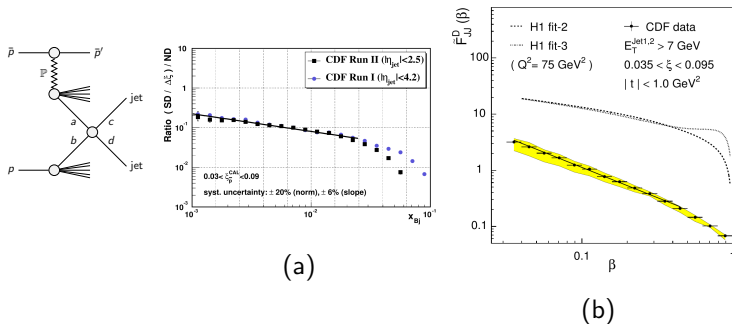 p̄
p̄′
ℙ
jet
a
c
b
d
p
jet
Ratio ( SD / Δξ ) / ND
10
1
10⁻¹
10⁻²
10⁻³
CDF Run II (|η_jet|<2.5)
CDF Run I (|η_jet|<4.2)
0.03< ξ_p̄^CAL <0.09
syst. uncertainty: ± 20% (norm), ± 6% (slope)
10⁻³
10⁻²
10⁻¹
x_Bj
(a)
F̃^D_JJ (β)
100
10
1
0.1
H1 fit-2
H1 fit-3
( Q²= 75 GeV²)
CDF data
E_T^Jet1,2 > 7 GeV
0.035 < ξ < 0.095
| t | < 1.0 GeV²
0.1
1
β
(b)